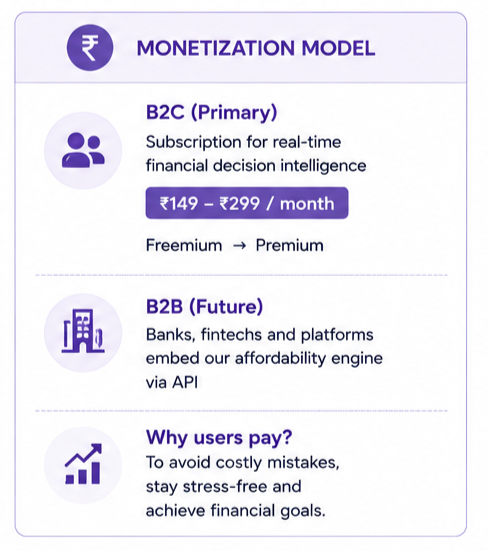 ₹
MONETIZATION MODEL
B2C (Primary)
Subscription for real-time
financial decision intelligence
₹149 – ₹299 / month
Freemium → Premium
B2B (Future)
Banks, fintechs and platforms
embed our affordability engine
via API
Why users pay?
To avoid costly mistakes,
stay stress-free and
achieve financial goals.